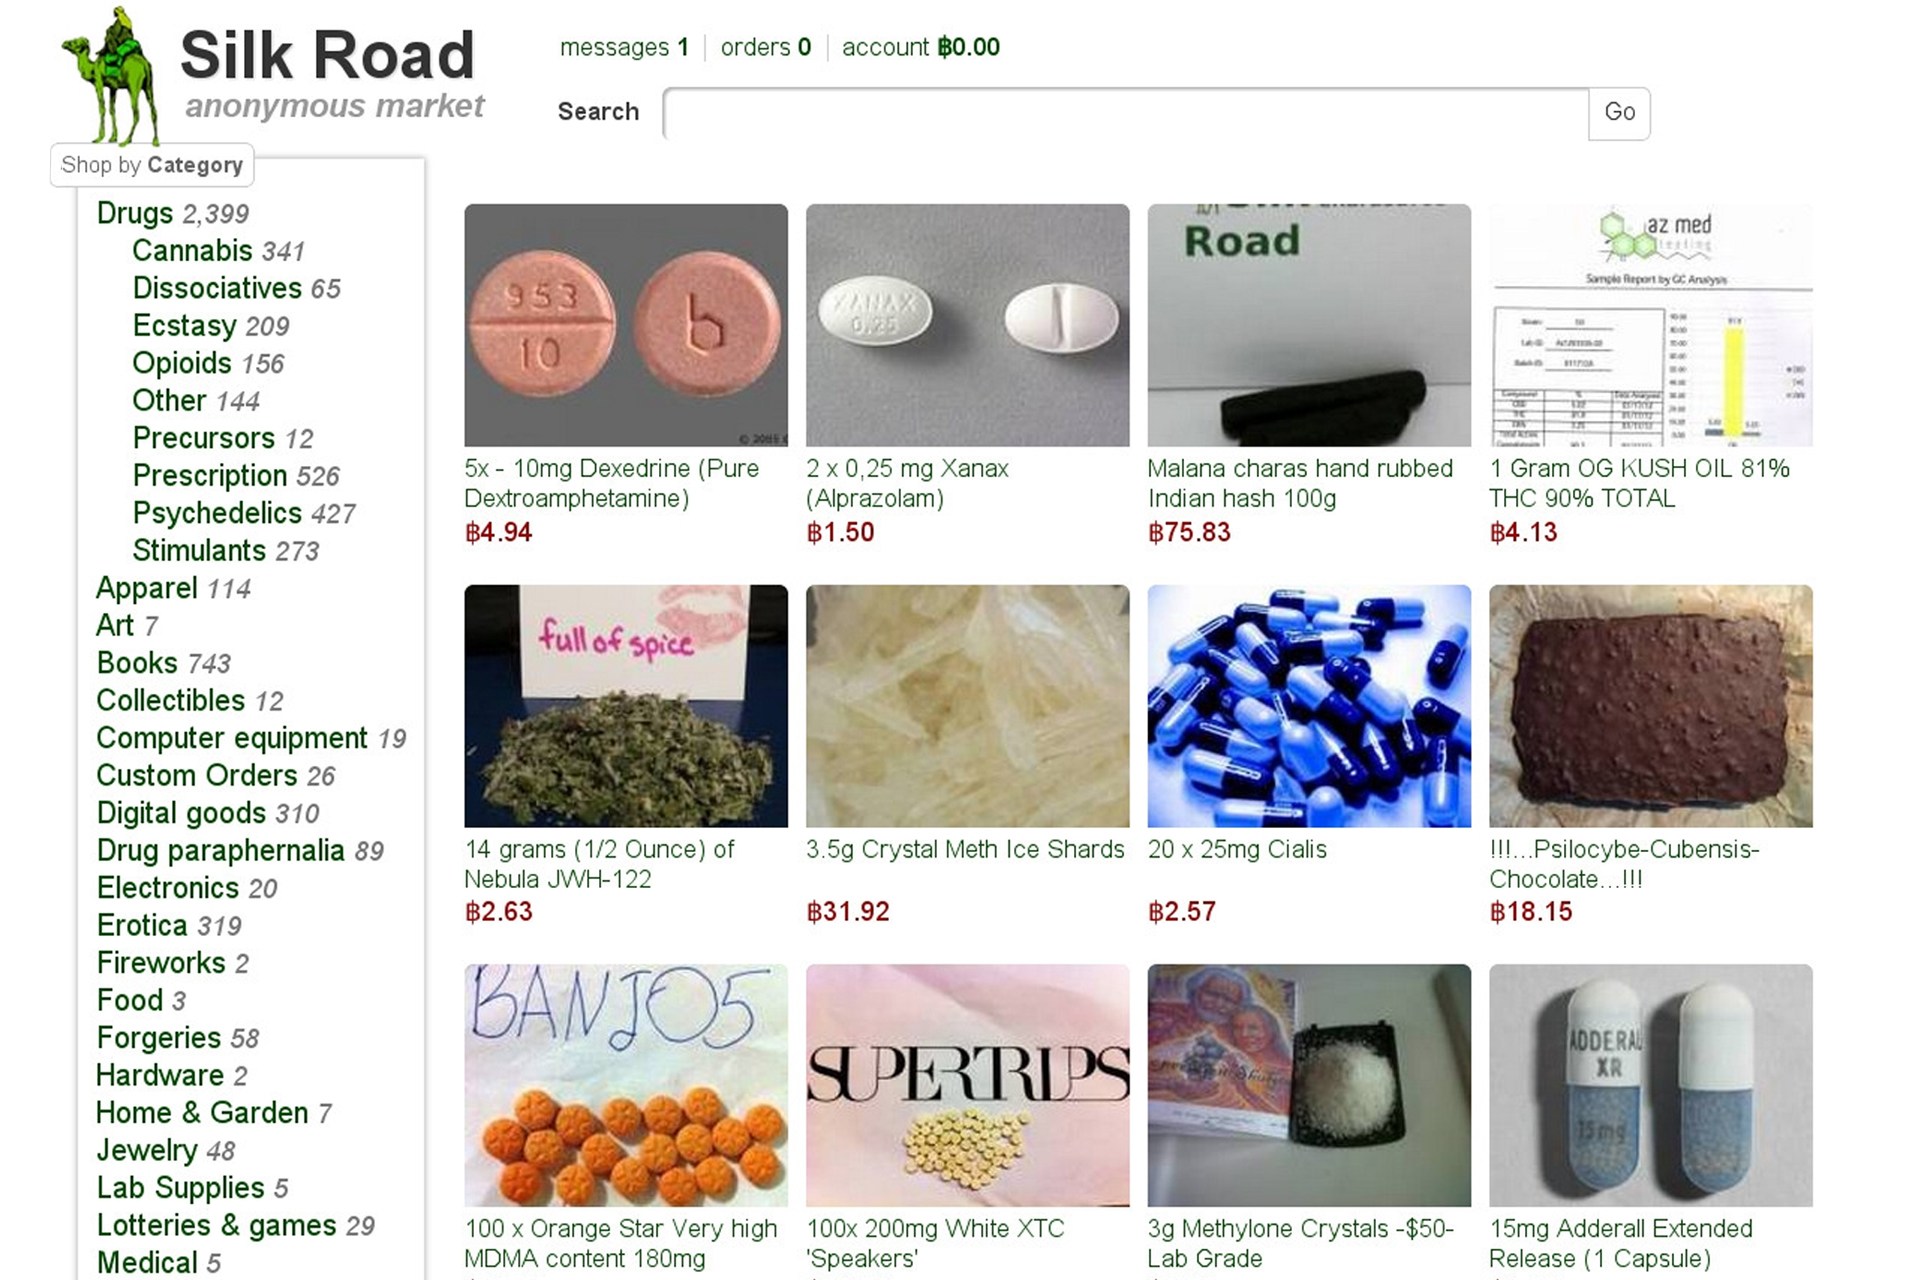 Silk Road
anonymous market
messages 1
orders 0
account ฿0.00
Search
Go
Shop by Category
Drugs 2,399
Cannabis 341
Dissociatives 65
Ecstasy 209
Opioids 156
Other 144
Precursors 12
Prescription 526
Psychedelics 427
Stimulants 273
Apparel 114
Art 7
Books 743
Collectibles 12
Computer equipment 19
Custom Orders 26
Digital goods 310
Drug paraphernalia 89
Electronics 20
Erotica 319
Fireworks 2
Food 3
Forgeries 58
Hardware 2
Home & Garden 7
Jewelry 48
Lab Supplies 5
Lotteries & games 29
Medical 5
953
10
b
5x - 10mg Dexedrine (Pure
Dextroamphetamine)
฿4.94
XANAX
0.25
2 x 0,25 mg Xanax
(Alprazolam)
฿1.50
Road
Malana charas hand rubbed
Indian hash 100g
฿75.83
az med
testing
Sample Report by GC Analysis
1 Gram OG KUSH OIL 81%
THC 90% TOTAL
฿4.13
full of spice
14 grams (1/2 Ounce) of
Nebula JWH-122
฿2.63
3.5g Crystal Meth Ice Shards
฿31.92
20 x 25mg Cialis
฿2.57
!!!...Psilocybe-Cubensis-
Chocolate...!!!
฿18.15
BANJO5
100 x Orange Star Very high
MDMA content 180mg
SUPERTRIPS
100x 200mg White XTC
'Speakers'
3g Methylone Crystals -$50-
Lab Grade
ADDERAL
XR
15mg
15mg Adderall Extended
Release (1 Capsule)